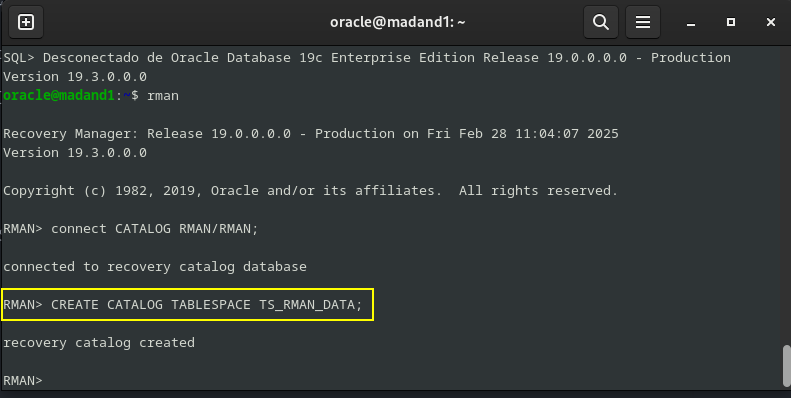 oracle@madand1: ~
SQL> Desconectado de Oracle Database 19c Enterprise Edition Release 19.0.0.0.0 - Production
Version 19.3.0.0.0
oracle@madand1:~$ rman
Recovery Manager: Release 19.0.0.0.0 - Production on Fri Feb 28 11:04:07 2025
Version 19.3.0.0.0
Copyright (c) 1982, 2019, Oracle and/or its affiliates.  All rights reserved.
RMAN> connect CATALOG RMAN/RMAN;
connected to recovery catalog database
RMAN> CREATE CATALOG TABLESPACE TS_RMAN_DATA;
recovery catalog created
RMAN>